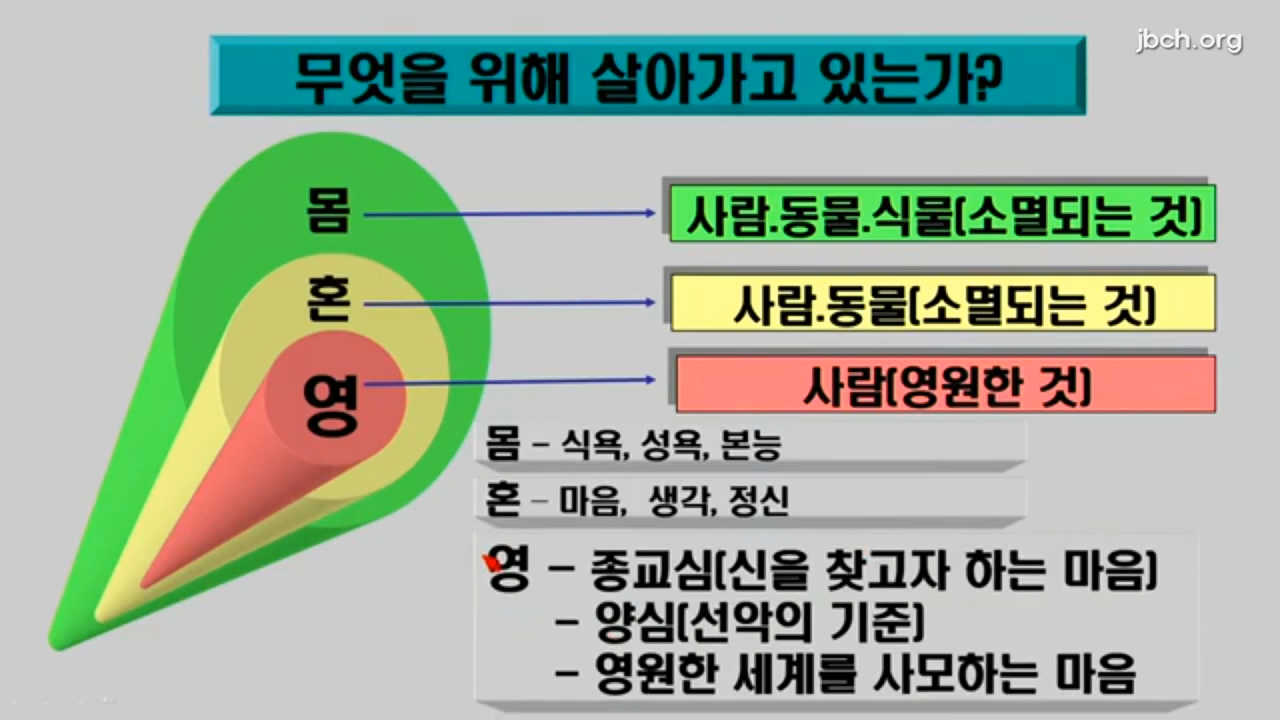 jbch.org
무엇을 위해 살아가고 있는가?
몸
사람.동물.식물(소멸되는 것)
혼
사람.동물(소멸되는 것)
영
사람(영원한 것)
몸 – 식욕, 성욕, 본능
혼 – 마음, 생각, 정신
영 – 종교심(신을 찾고자 하는 마음)
– 양심(선악의 기준)
– 영원한 세계를 사모하는 마음